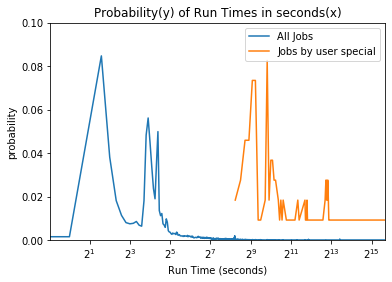 Probability(y) of Run Times in seconds(x)
0.10
0.08
0.06
0.04
0.02
0.00
probability
All Jobs
Jobs by user special
2^1 2^3 2^5 2^7 2^9 2^11 2^13 2^15
Run Time (seconds)